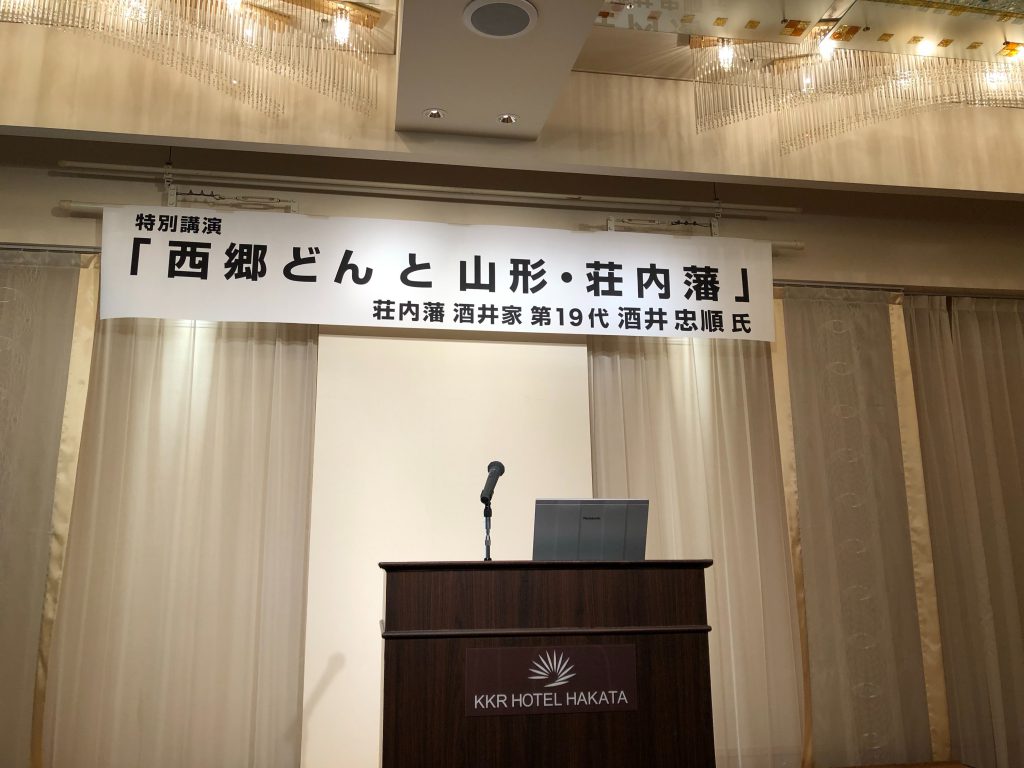 特別講演
「西郷どんと山形・荘内藩」
荘内藩 酒井家 第19代 酒井 忠順 氏
Panasonic
KKR HOTEL HAKATA